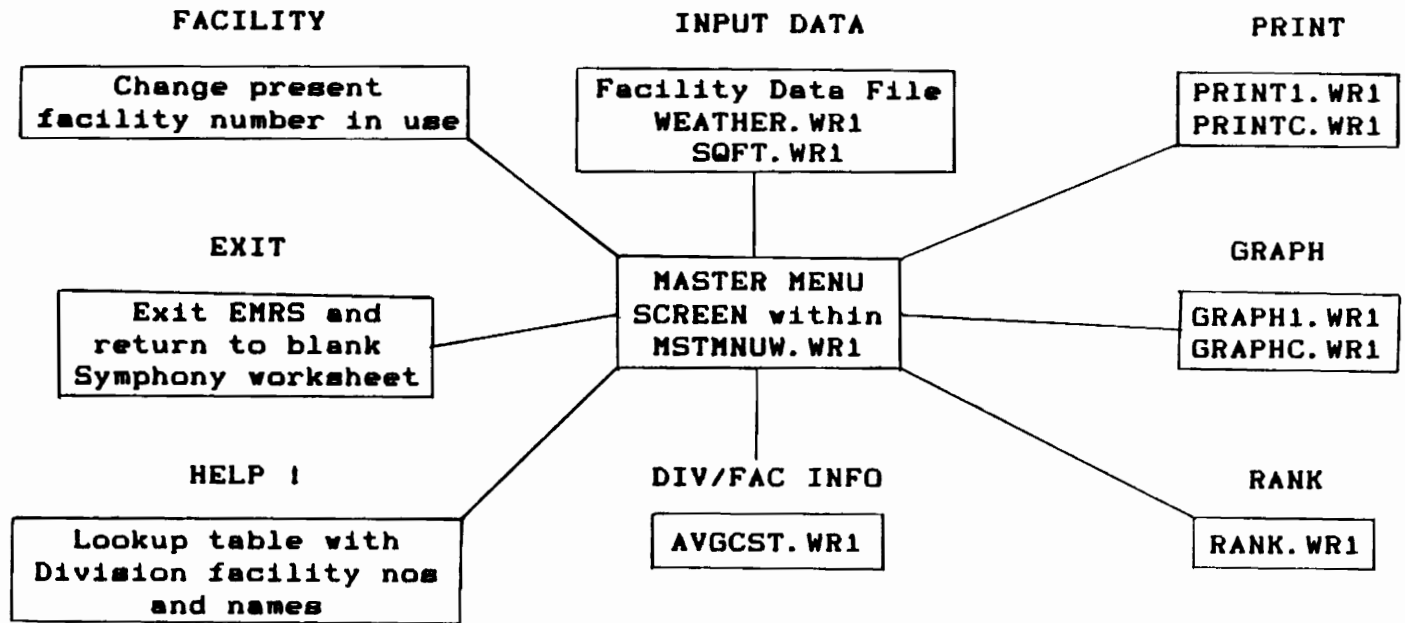 FACILITY
Change present
facility number in use
INPUT DATA
Facility Data File
WEATHER.WR1
SQFT.WR1
PRINT
PRINT1.WR1
PRINTC.WR1
EXIT
Exit EMRS and
return to blank
Symphony worksheet
MASTER MENU
SCREEN within
MSTMNUW.WR1
GRAPH
GRAPH1.WR1
GRAPHC.WR1
HELP !
Lookup table with
Division facility nos
and names
DIV/FAC INFO
AVGCST.WR1
RANK
RANK.WR1